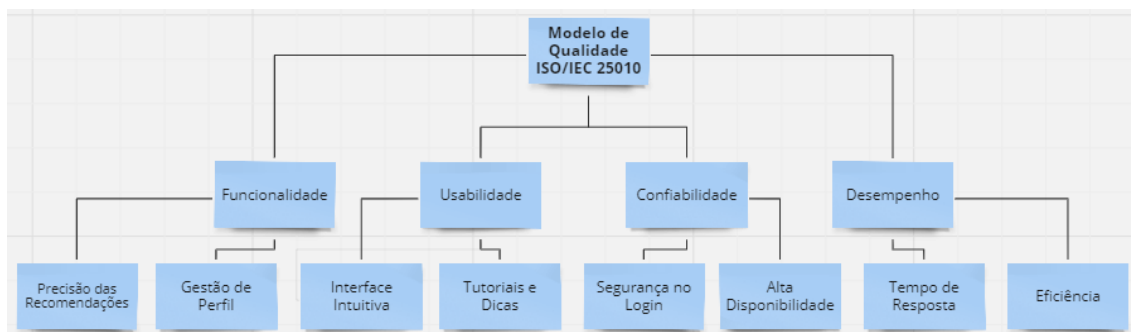 Modelo de
Qualidade
ISO/IEC 25010
Funcionalidade
Usabilidade
Confiabilidade
Desempenho
Precisão das
Recomendações
Gestão de
Perfil
Interface
Intuitiva
Tutoriais e
Dicas
Segurança no
Login
Alta
Disponibilidade
Tempo de
Resposta
Eficiência